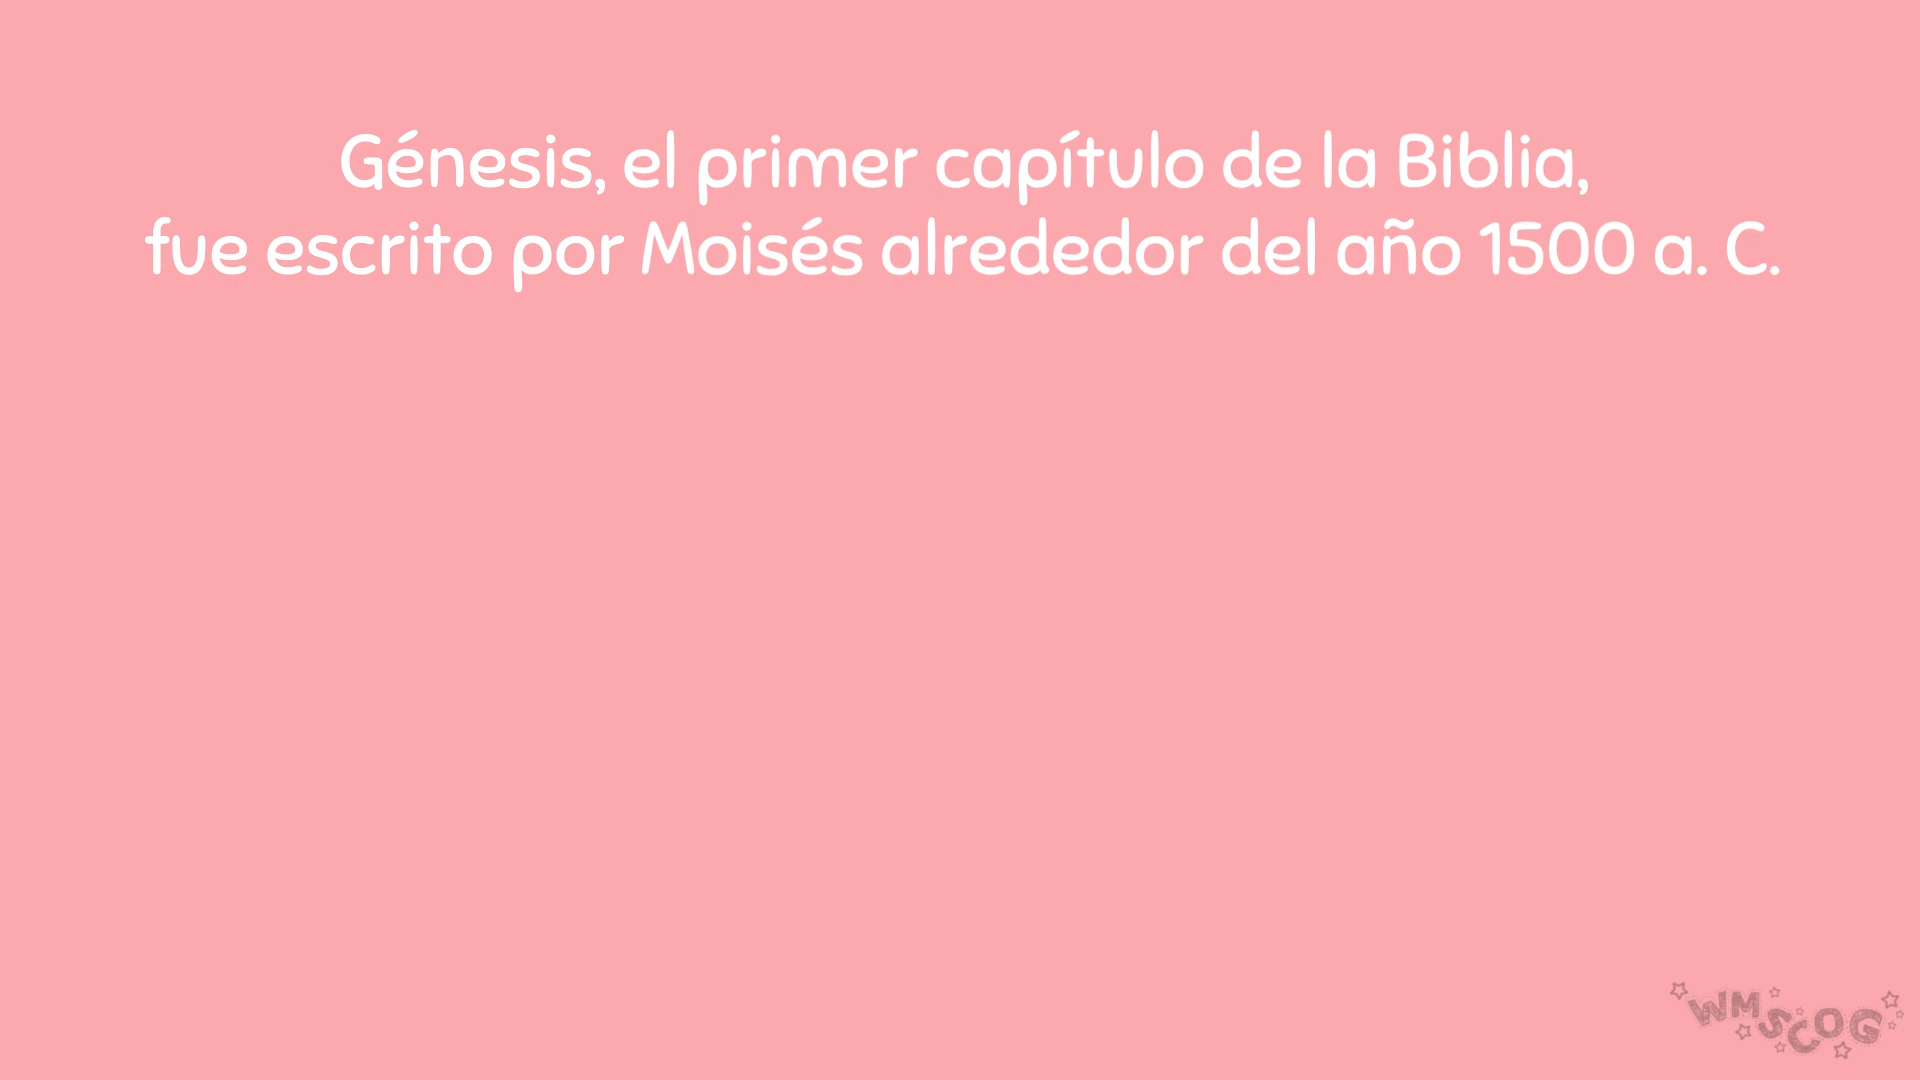 Génesis, el primer capítulo de la Biblia,
fue escrito por Moisés alrededor del año 1500 a. C.
WMSCOG